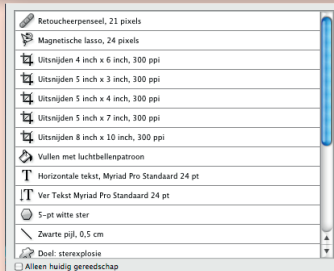 Retoucheerpenseel, 21 pixels
Magnetische lasso, 24 pixels
Uitsnijden 4 inch x 6 inch, 300 ppi
Uitsnijden 5 inch x 3 inch, 300 ppi
Uitsnijden 5 inch x 4 inch, 300 ppi
Uitsnijden 5 inch x 7 inch, 300 ppi
Uitsnijden 8 inch x 10 inch, 300 ppi
Vullen met luchtbellenpatroon
Horizontale tekst, Myriad Pro Standaard 24 pt
Ver Tekst Myriad Pro Standaard 24 pt
5-pt witte ster
Zwarte pijl, 0,5 cm
Doel: sterexplosie
Alleen huidig gereedschap